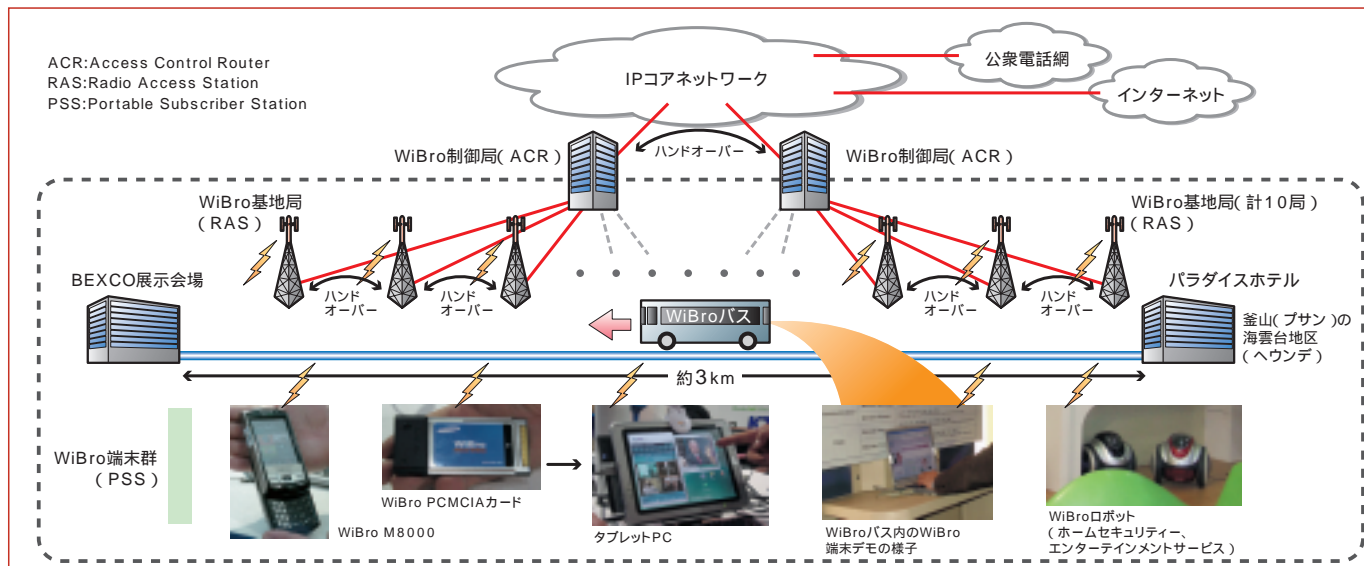 ACR:Access Control Router
RAS:Radio Access Station
PSS:Portable Subscriber Station
IPコアネットワーク
公衆電話網
インターネット
WiBro制御局(ACR)
ハンドオーバー
WiBro制御局(ACR)
WiBro基地局
(RAS)
WiBro基地局(計10局)
(RAS)
BEXCO展示会場
ハンド
オーバー
ハンド
オーバー
ハンド
オーバー
ハンド
オーバー
パラダイスホテル
WiBroバス
釜山(プサン)の
海雲台地区
(ヘウンデ)
約3km
WiBro端末群
(PSS)
WiBro M8000
WiBro PCMCIAカード
タブレットPC
WiBroバス内のWiBro
端末デモの様子
WiBroロボット
(ホームセキュリティー、
エンターテインメントサービス)